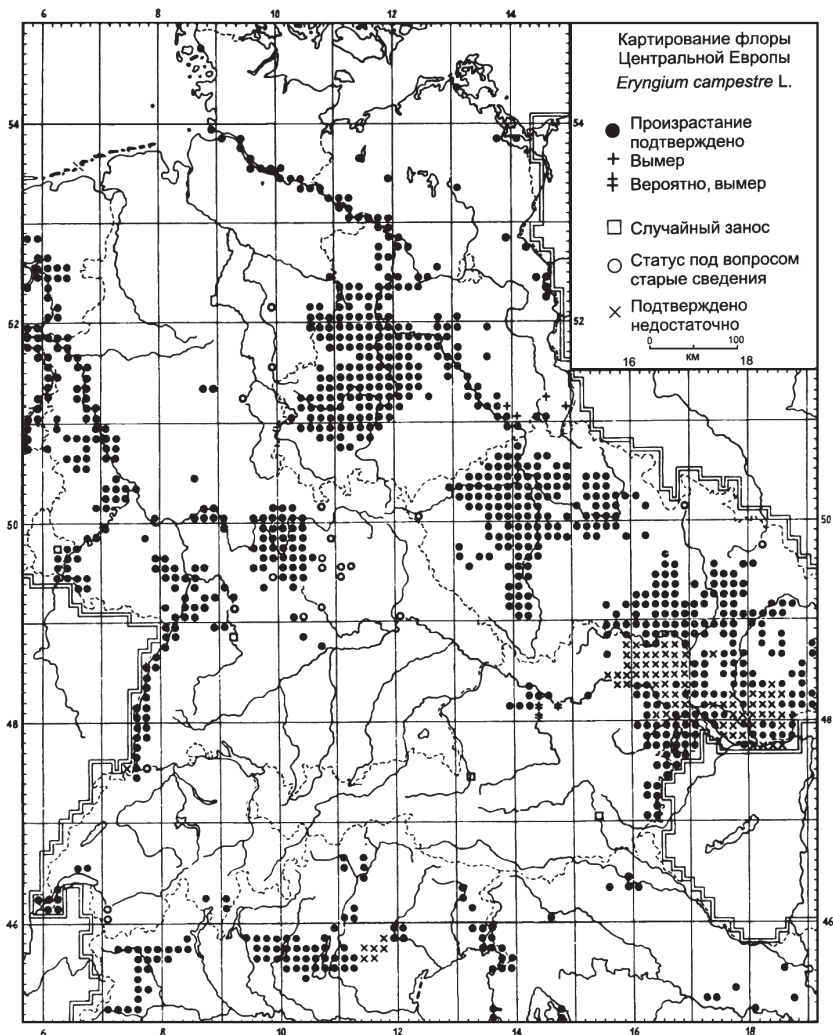 6 8 10 12 14
Картирование флоры
Центральной Европы
Eryngium campestre L.
Произрастание
подтверждено
Вымер
Вероятно, вымер
Случайный занос
Статус под вопросом
старые сведения
Подтверждено
недостаточно
0 100
км
54 54
52 52
16 18
50 50
48 48
46 46
6 8 10 12 14 16 18